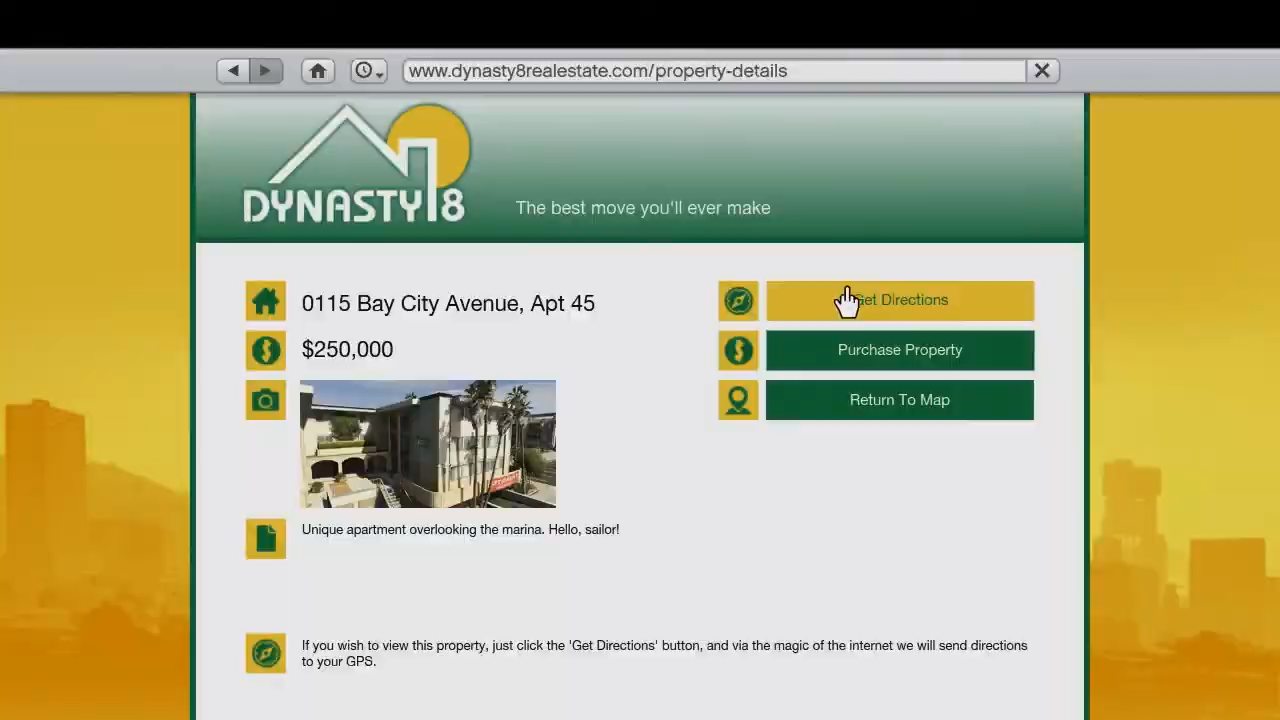 www.dynasty8realestate.com/property-details
DYNASTY 8
The best move you'll ever make
0115 Bay City Avenue, Apt 45
$250,000
Get Directions
Purchase Property
Return To Map
Unique apartment overlooking the marina. Hello, sailor!
If you wish to view this property, just click the 'Get Directions' button, and via the magic of the internet we will send directions
to your GPS.